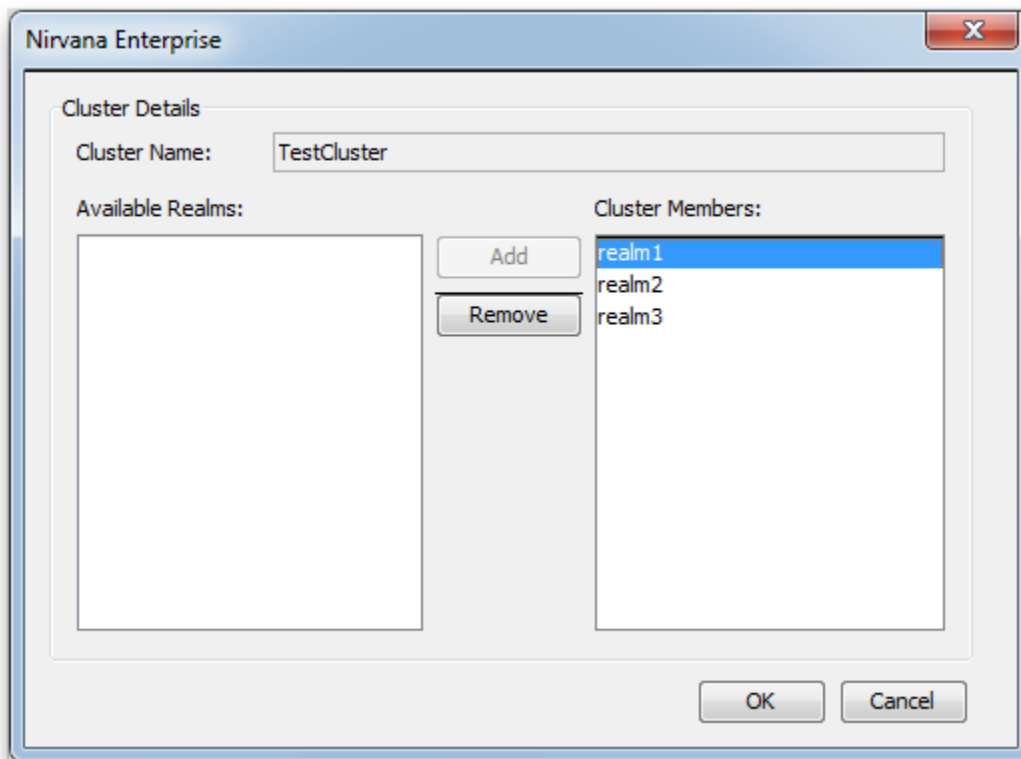 Nirvana Enterprise
Cluster Details
Cluster Name: TestCluster
Available Realms: Cluster Members:
Add
Remove
realm1
realm2
realm3
OK Cancel